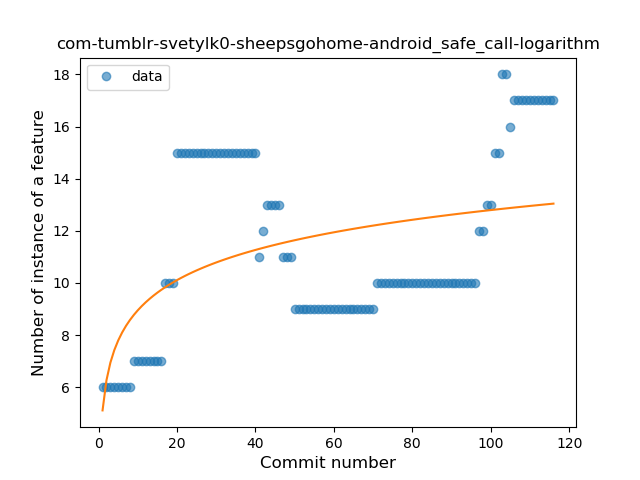 com-tumblr-svetylk0-sheepsgohome-android_safe_call-logarithm
data
Number of instance of a feature
18
16
14
12
10
8
6
0 20 40 60 80 100 120
Commit number